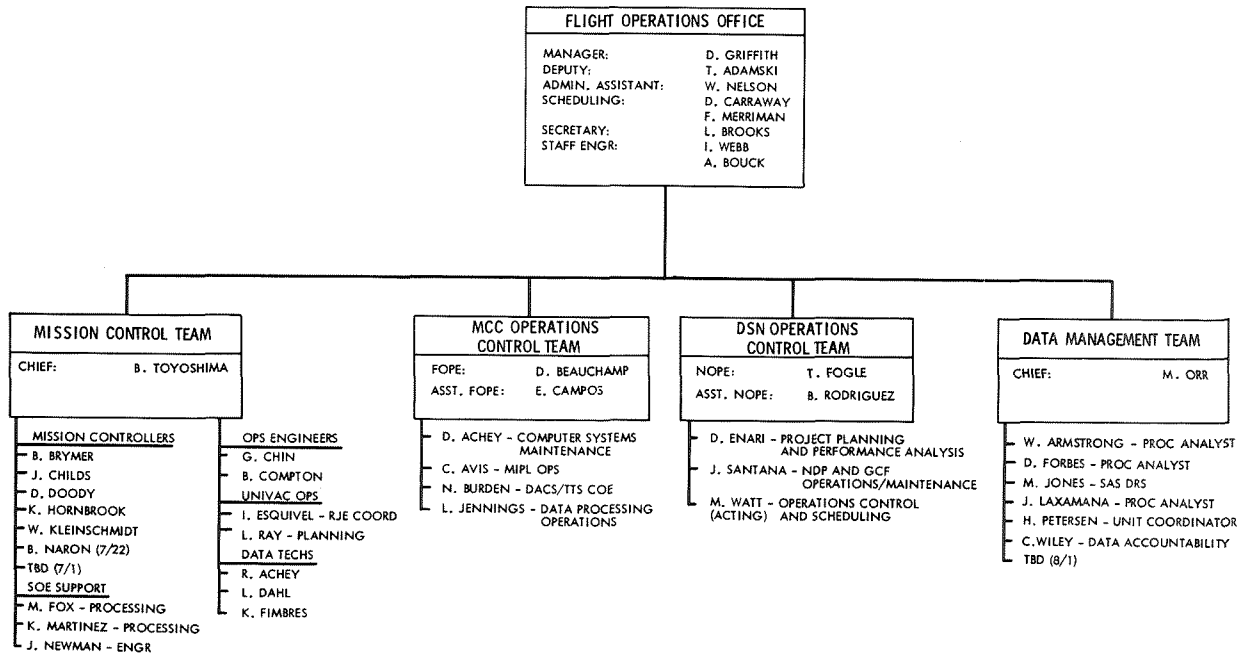 FLIGHT OPERATIONS OFFICE
MANAGER: D. GRIFFITH
DEPUTY: T. ADAMSKI
ADMIN. ASSISTANT: W. NELSON
SCHEDULING: D. CARRAWAY
F. MERRIMAN
SECRETARY: L. BROOKS
STAFF ENGR: I. WEBB
A. BOUCK
MISSION CONTROL TEAM
CHIEF: B. TOYOSHIMA
MISSION CONTROLLERS
B. BRYMER
J. CHILDS
D. DOODY
K. HORNBROOK
W. KLEINSCHMIDT
B. NARON (7/22)
TBD (7/1)
SOE SUPPORT
M. FOX - PROCESSING
K. MARTINEZ - PROCESSING
J. NEWMAN - ENGR
OPS ENGINEERS
G. CHIN
B. COMPTON
UNIVAC OPS
I. ESQUIVEL - RJE COORD
L. RAY - PLANNING
DATA TECHS
R. ACHEY
L. DAHL
K. FIMBRES
MCC OPERATIONS
CONTROL TEAM
FOPE: D. BEAUCHAMP
ASST. FOPE: E. CAMPOS
D. ACHEY - COMPUTER SYSTEMS
MAINTENANCE
C. AVIS - MIPL OPS
N. BURDEN - DACS/TTS COE
L. JENNINGS - DATA PROCESSING
OPERATIONS
DSN OPERATIONS
CONTROL TEAM
NOPE: T. FOGLE
ASST. NOPE: B. RODRIGUEZ
D. ENARI - PROJECT PLANNING
AND PERFORMANCE ANALYSIS
J. SANTANA - NDP AND GCF
OPERATIONS/MAINTENANCE
M. WATT - OPERATIONS CONTROL
(ACTING) AND SCHEDULING
DATA MANAGEMENT TEAM
CHIEF: M. ORR
W. ARMSTRONG - PROC ANALYST
D. FORBES - PROC ANALYST
M. JONES - SAS DRS
J. LAXAMANA - PROC ANALYST
H. PETERSEN - UNIT COORDINATOR
C. WILEY - DATA ACCOUNTABILITY
TBD (8/1)